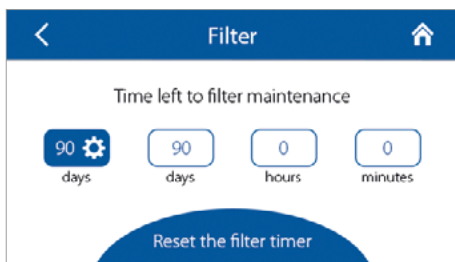 Filter
Time left to filter maintenance
90 90 0 0
days days hours minutes
Reset the filter timer